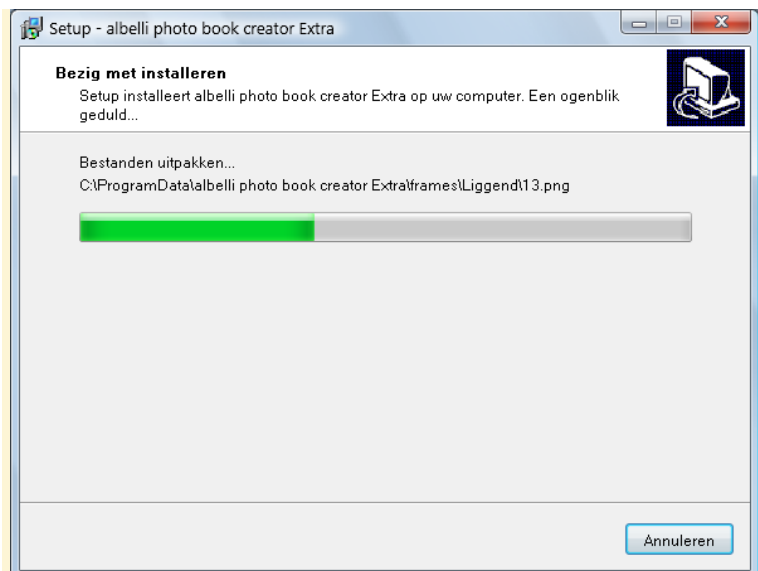 Setup - albelli photo book creator Extra
Bezig met installeren
Setup installeert albelli photo book creator Extra op uw computer. Een ogenblik
geduld...
Bestanden uitpakken...
C:\ProgramData\albelli photo book creator Extra\frames\Liggend\13.png
Annuleren